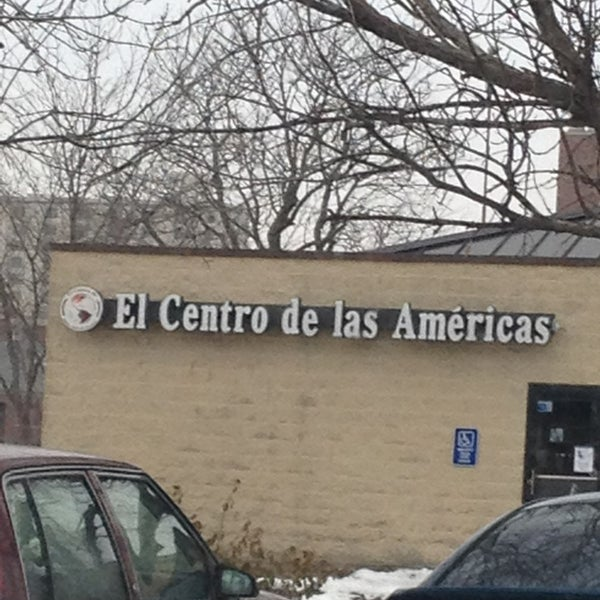 El Centro de las Américas